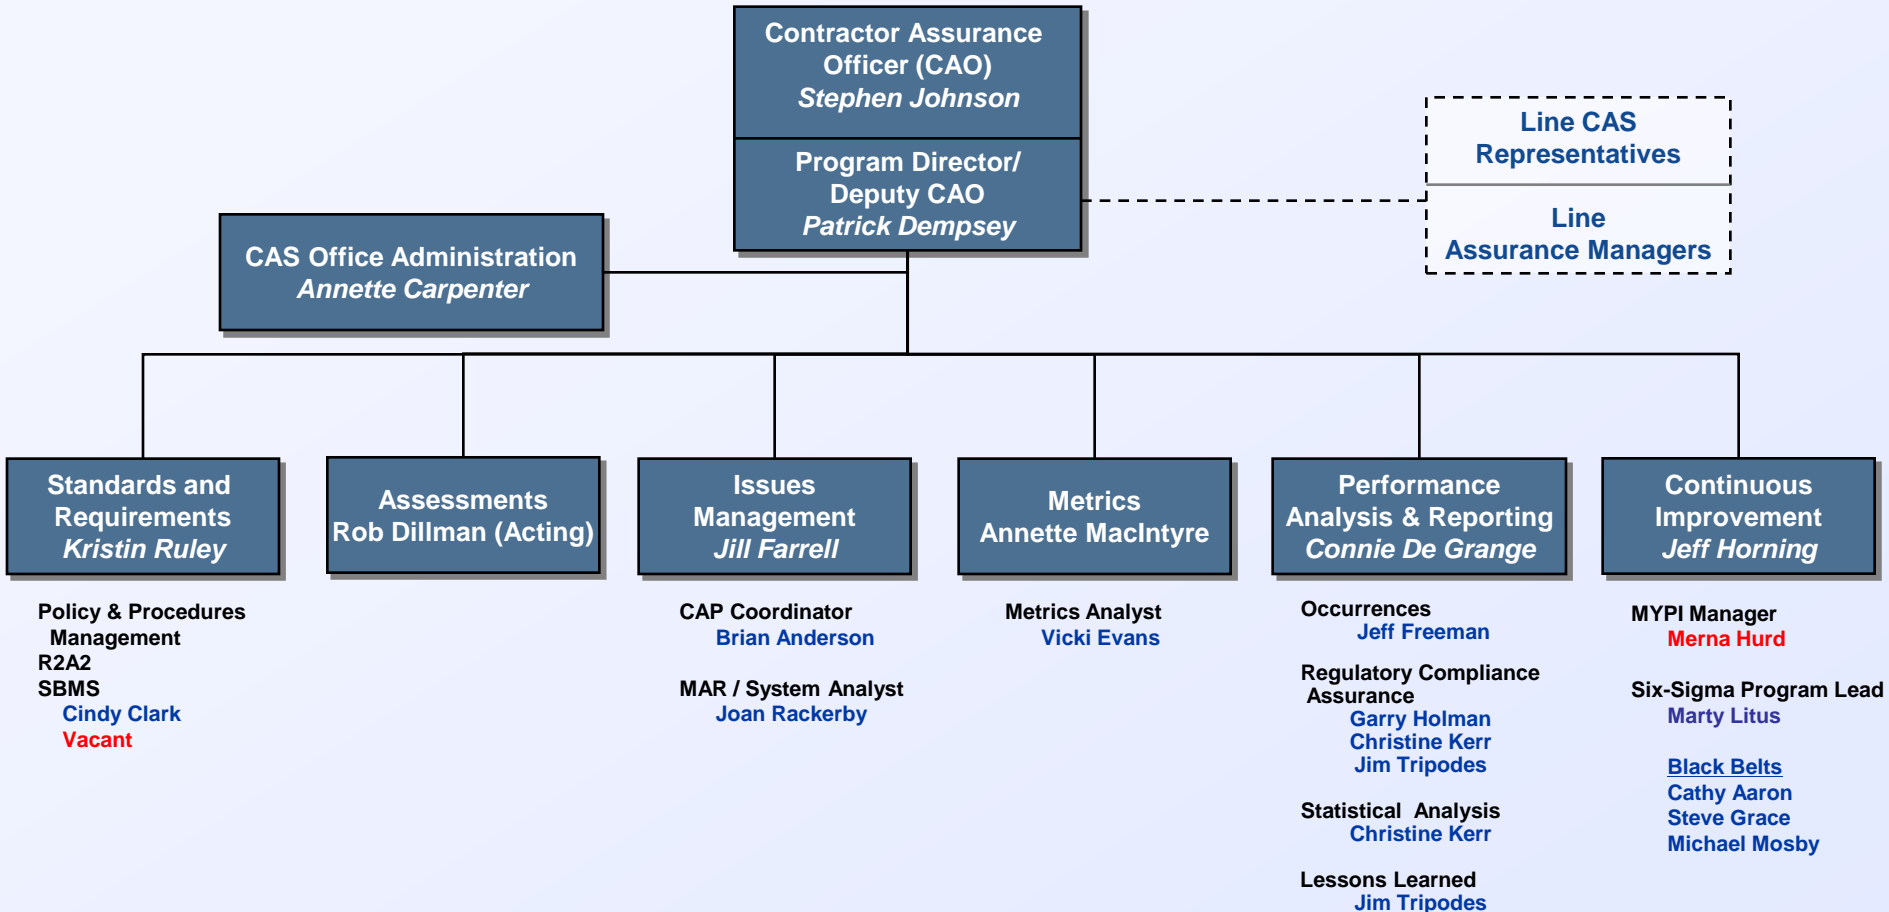 Contractor Assurance
Officer (CAO)
Stephen Johnson
Program Director/
Deputy CAO
Patrick Dempsey
Line CAS
Representatives
Line
Assurance Managers
CAS Office Administration
Annette Carpenter
Standards and
Requirements
Kristin Ruley
Policy & Procedures
Management
R2A2
SBMS
Cindy Clark
Vacant
Assessments
Rob Dillman (Acting)
Issues
Management
Jill Farrell
CAP Coordinator
Brian Anderson
MAR / System Analyst
Joan Rackerby
Metrics
Annette MacIntyre
Metrics Analyst
Vicki Evans
Performance
Analysis & Reporting
Connie De Grange
Occurrences
Jeff Freeman
Regulatory Compliance
Assurance
Garry Holman
Christine Kerr
Jim Tripodes
Statistical Analysis
Christine Kerr
Lessons Learned
Jim Tripodes
Continuous
Improvement
Jeff Horning
MYPI Manager
Merna Hurd
Six-Sigma Program Lead
Marty Litus
Black Belts
Cathy Aaron
Steve Grace
Michael Mosby